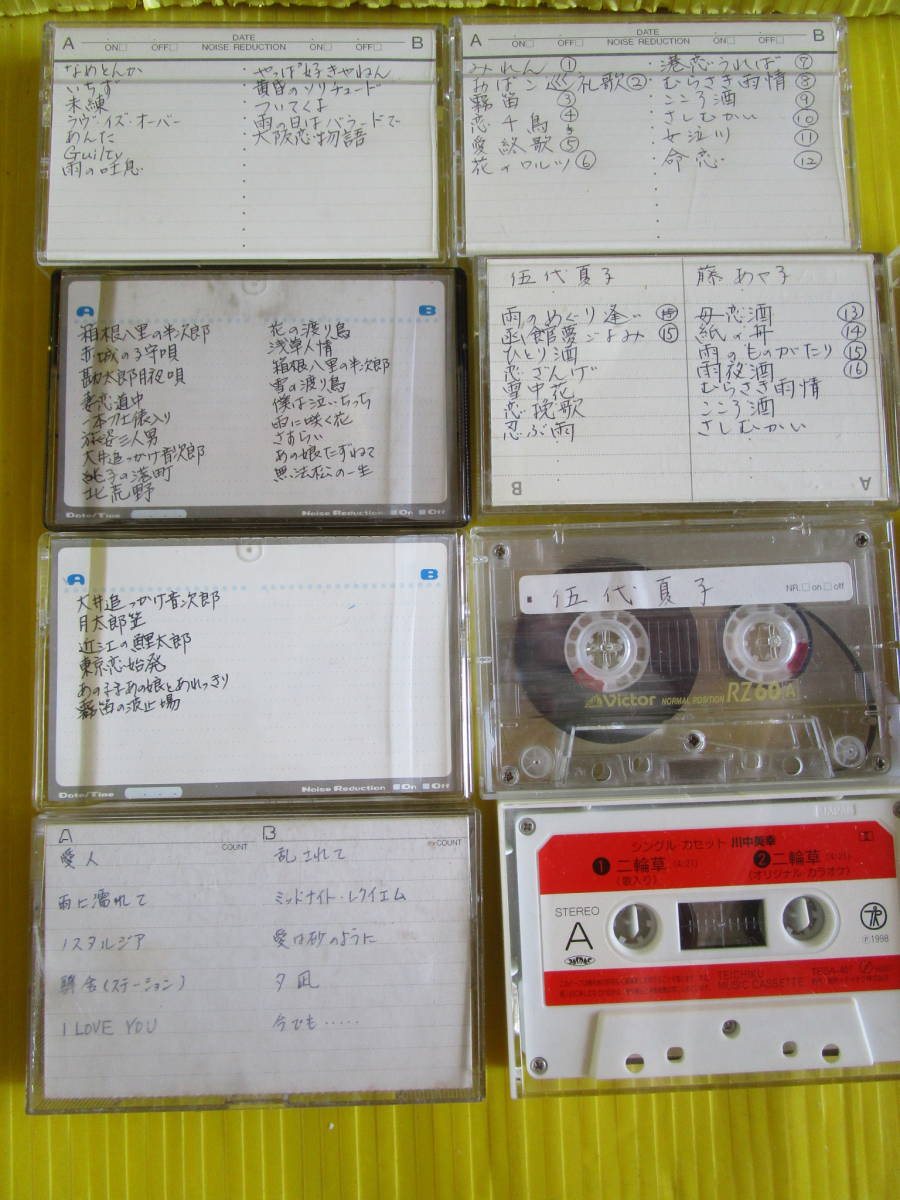 A DATE B
ON□ OFF□ NOISE REDUCTION ON□ OFF□
なめとんか
いちず
未練
ラヴ・イズ・オーバー
あんた
Guilty
雨の吐息
やっぱ好きやねん
黄昏のソリチュード
ついてくよ
雨の日はバラードで
大阪恋物語
A DATE B
ON□ OFF□ NOISE REDUCTION ON□ OFF□
みれん ①
おばこ巡礼歌 ②
霧笛 ③
恋千鳥 ④
愛終歌 ⑤
花のワルツ ⑥
港恋うれば ⑦
むらさき雨情 ⑧
こころ酒 ⑨
さしむかい ⑩
女泣川 ⑪
命恋 ⑫
A B
箱根八里の半次郎
赤城の子守唄
勘太郎月夜唄
妻恋道中
一本刀土俵入り
旅姿三人男
大井追っかけ音次郎
銚子の港町
北荒野
花の渡り鳥
浅草人情
箱根八里の半次郎
雪の渡り鳥
僕は泣いちっち
雨に咲く花
さすらい
あの娘たずねて
無法松の一生
Date/Time Noise Reduction ■On ■Off
伍代夏子
雨のめぐり逢い
函館夢ごよみ ⑮
ひとり酒
恋ざんげ
雪中花
恋挽歌
忍ぶ雨
B
藤あや子
母恋酒 ⑬
紙の舟 ⑭
雨のものがたり ⑮
雨夜酒 ⑯
むらさき雨情
こころ酒
さしむかい
A
A B
大井追っかけ音次郎
月太郎笠
近江の鯉太郎
東京恋始発
あの子あの娘とあれっきり
霧笛の波止場
Date/Time Noise Reduction ■On ■Off
伍代夏子
NR.□on□off
Victor NORMAL POSITION RZ60 A
A B
COUNT COUNT
愛人
雨に濡れて
ノスタルジア
驛舎(ステーション)
I LOVE YOU
乱されて
ミッドナイト・レクイエム
愛は砂のように
夕凪
今でも……
JAPAN
シングル・カセット 川中美幸
❶二輪草 (4:21)
(歌入り)
❷二輪草 (4:21)
(オリジナル・カラオケ)
STEREO
A
Ⓟ1998
TEICHIKU
MUSIC CASSETTE